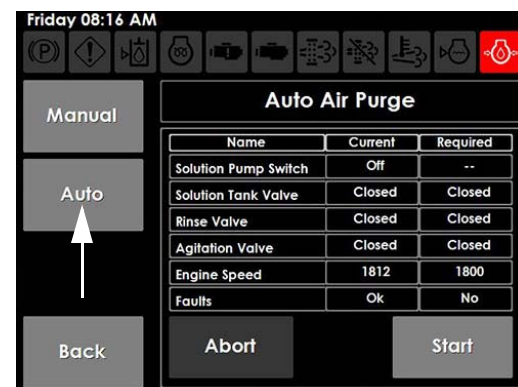 Friday 08:16 AM
(P)
Manual
Auto
Back
Auto Air Purge
Name Current Required
Solution Pump Switch Off --
Solution Tank Valve Closed Closed
Rinse Valve Closed Closed
Agitation Valve Closed Closed
Engine Speed 1812 1800
Faults Ok No
Abort Start